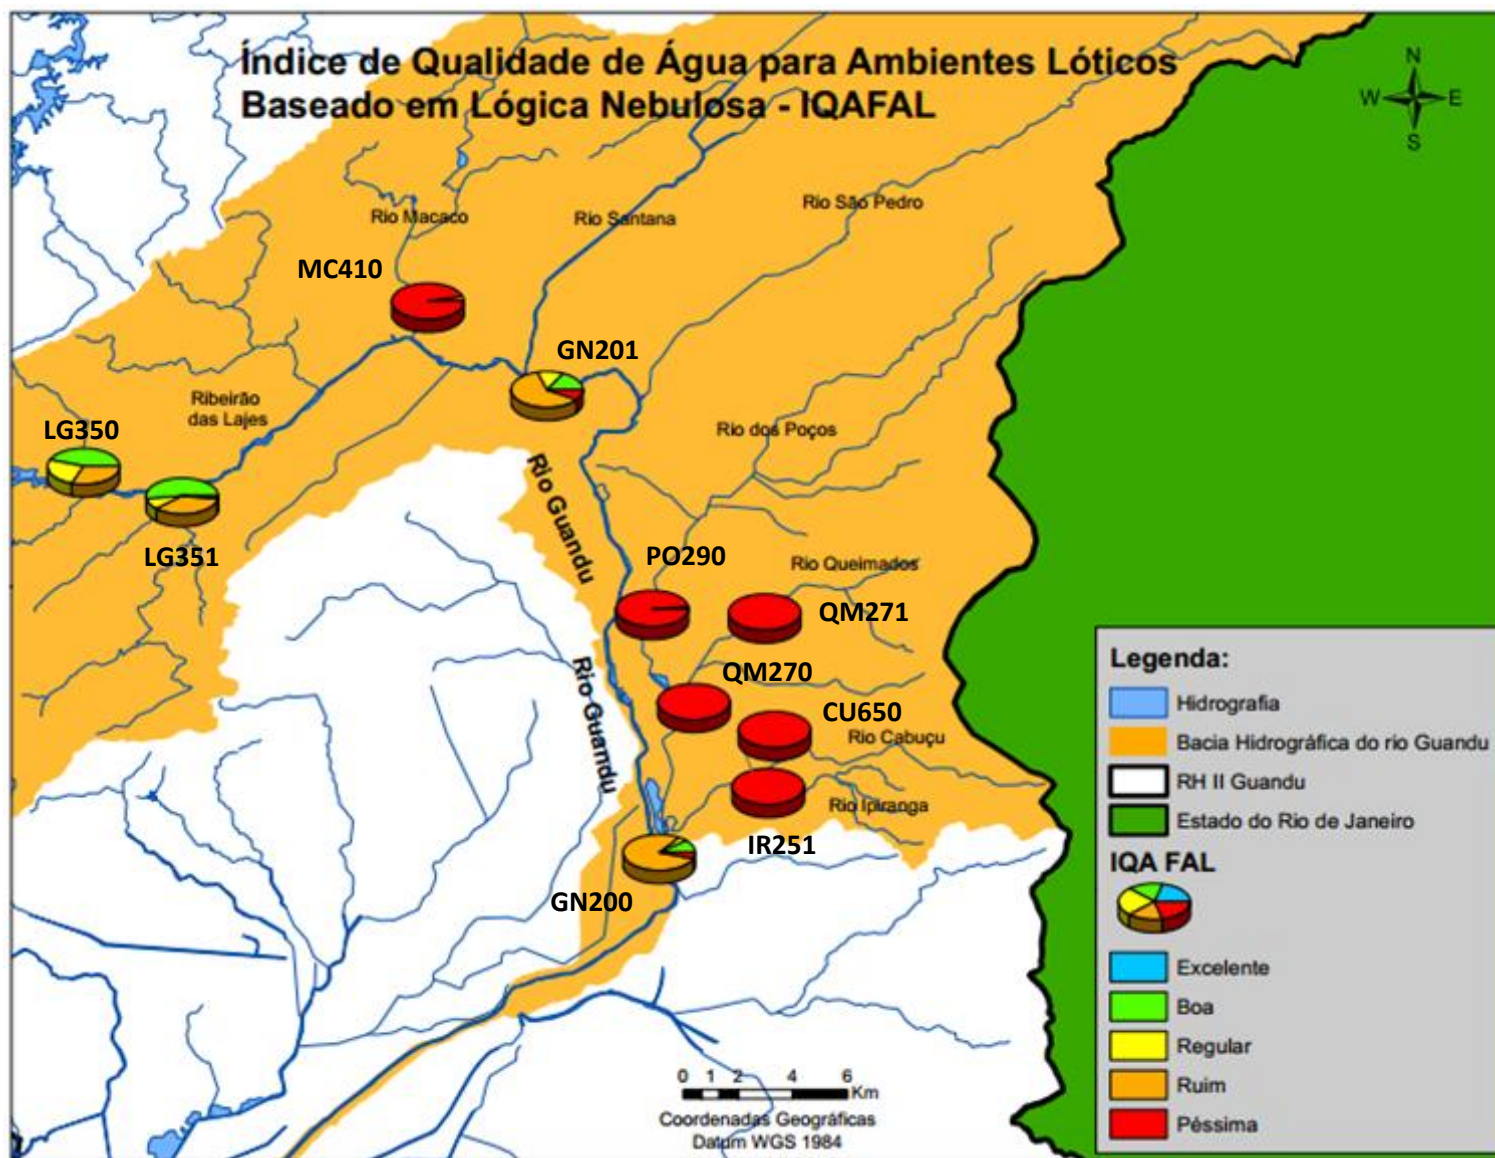 Índice de Qualidade de Água para Ambientes Lóticos
Baseado em Lógica Nebulosa - IQAFAL
N
W E
S
Rio Macaco
Rio Santana
Rio São Pedro
MC410
GN201
Ribeirão
das Lajes
LG350
LG351
Rio dos Poços
Rio Guandu
PO290
Rio Queimados
QM271
QM270
Rio Guandu
CU650
Rio Cabuçu
Rio Ipiranga
IR251
GN200
Legenda:
Hidrografia
Bacia Hidrográfica do rio Guandu
RH II Guandu
Estado do Rio de Janeiro
IQA FAL
Excelente
Boa
Regular
Ruim
Péssima
0 1 2 4 6
Km
Coordenadas Geográficas
Datum WGS 1984